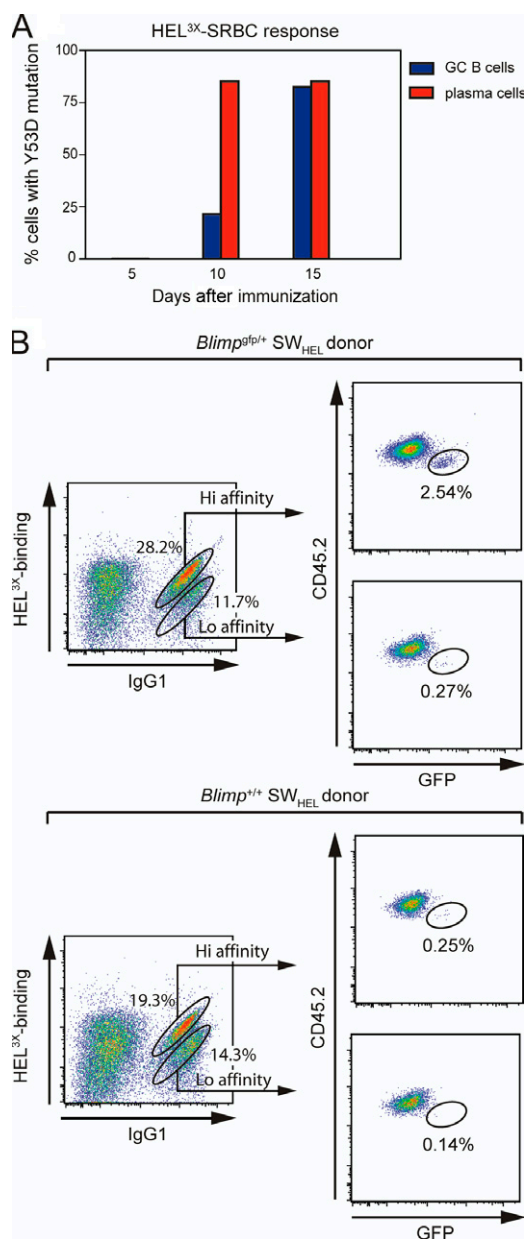 A
HEL3X-SRBC response
GC B cells
plasma cells
% cells with Y53D mutation
100
75
50
25
0
5 10 15
Days after immunization
B
Blimpgfp/+ SWHEL donor
HEL3X-binding
28.2%
11.7%
Hi affinity
Lo affinity
IgG1
CD45.2
2.54%
0.27%
GFP
Blimp+/+ SWHEL donor
HEL3X-binding
19.3%
14.3%
Hi affinity
Lo affinity
IgG1
CD45.2
0.25%
0.14%
GFP